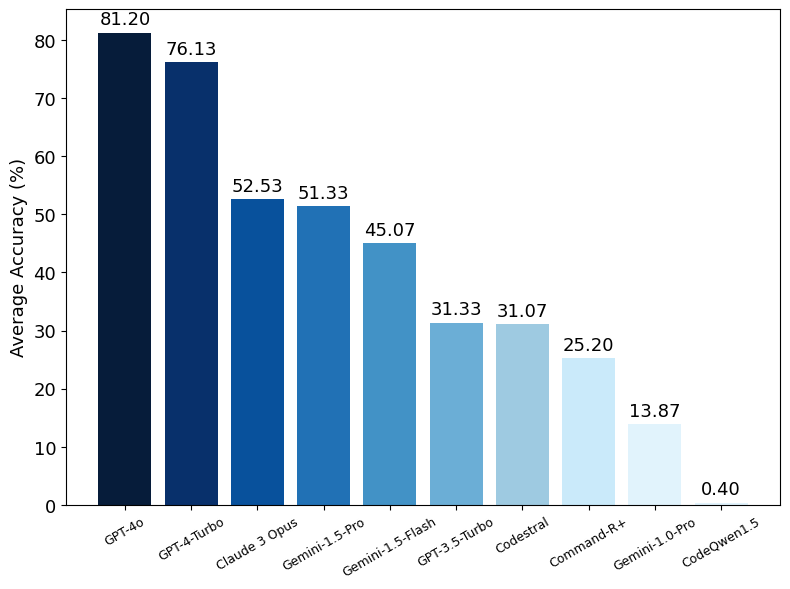 81.20
76.13
52.53
51.33
45.07
31.33
31.07
25.20
13.87
0.40
Average Accuracy (%)
80
70
60
50
40
30
20
10
0
GPT-4o
GPT-4-Turbo
Claude 3 Opus
Gemini-1.5-Pro
Gemini-1.5-Flash
GPT-3.5-Turbo
Codestral
Command-R+
Gemini-1.0-Pro
CodeQwen1.5